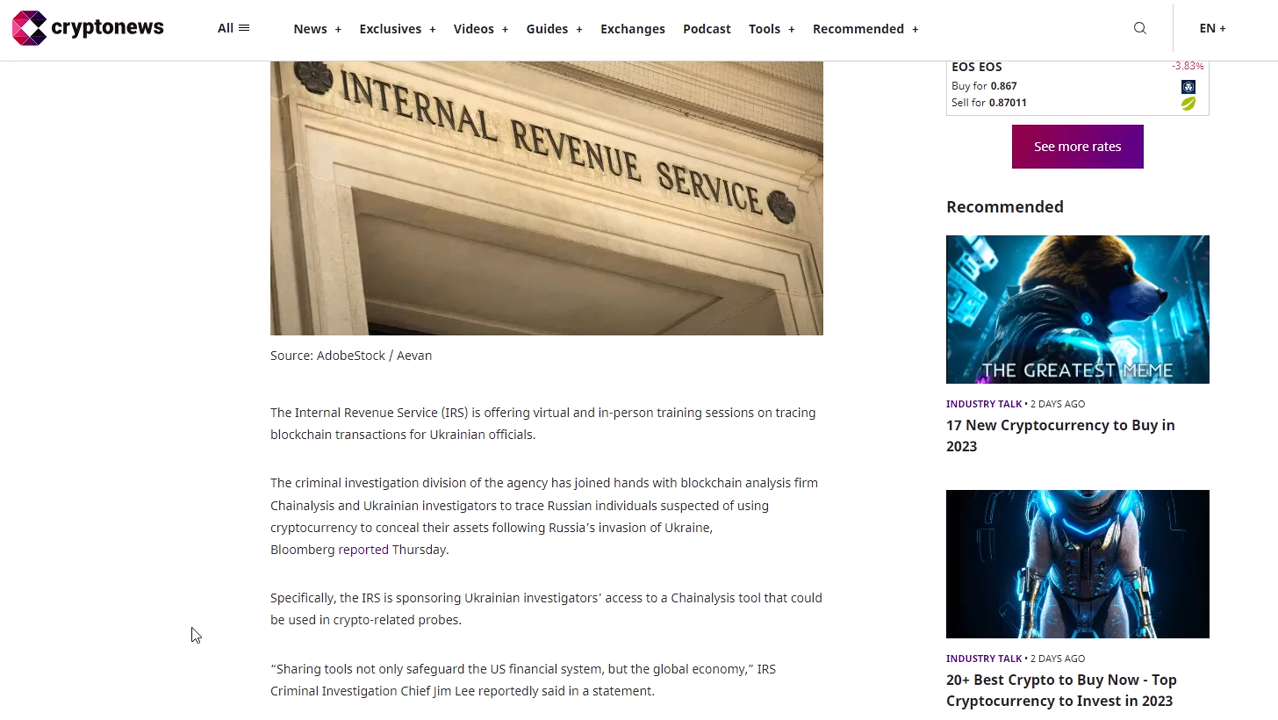 cryptonews
All
News +
Exclusives +
Videos +
Guides +
Exchanges
Podcast
Tools +
Recommended +
EN +
INTERNAL REVENUE SERVICE
Source: AdobeStock / Aevan
The Internal Revenue Service (IRS) is offering virtual and in-person training sessions on tracing
blockchain transactions for Ukrainian officials.
The criminal investigation division of the agency has joined hands with blockchain analysis firm
Chainalysis and Ukrainian investigators to trace Russian individuals suspected of using
cryptocurrency to conceal their assets following Russia’s invasion of Ukraine,
Bloomberg reported Thursday.
Specifically, the IRS is sponsoring Ukrainian investigators’ access to a Chainalysis tool that could
be used in crypto-related probes.
“Sharing tools not only safeguard the US financial system, but the global economy,” IRS
Criminal Investigation Chief Jim Lee reportedly said in a statement.
EOS EOS
-3.83%
Buy for 0.867
Sell for 0.87011
See more rates
Recommended
THE GREATEST MEME
INDUSTRY TALK • 2 DAYS AGO
17 New Cryptocurrency to Buy in
2023
INDUSTRY TALK • 2 DAYS AGO
20+ Best Crypto to Buy Now - Top
Cryptocurrency to Invest in 2023